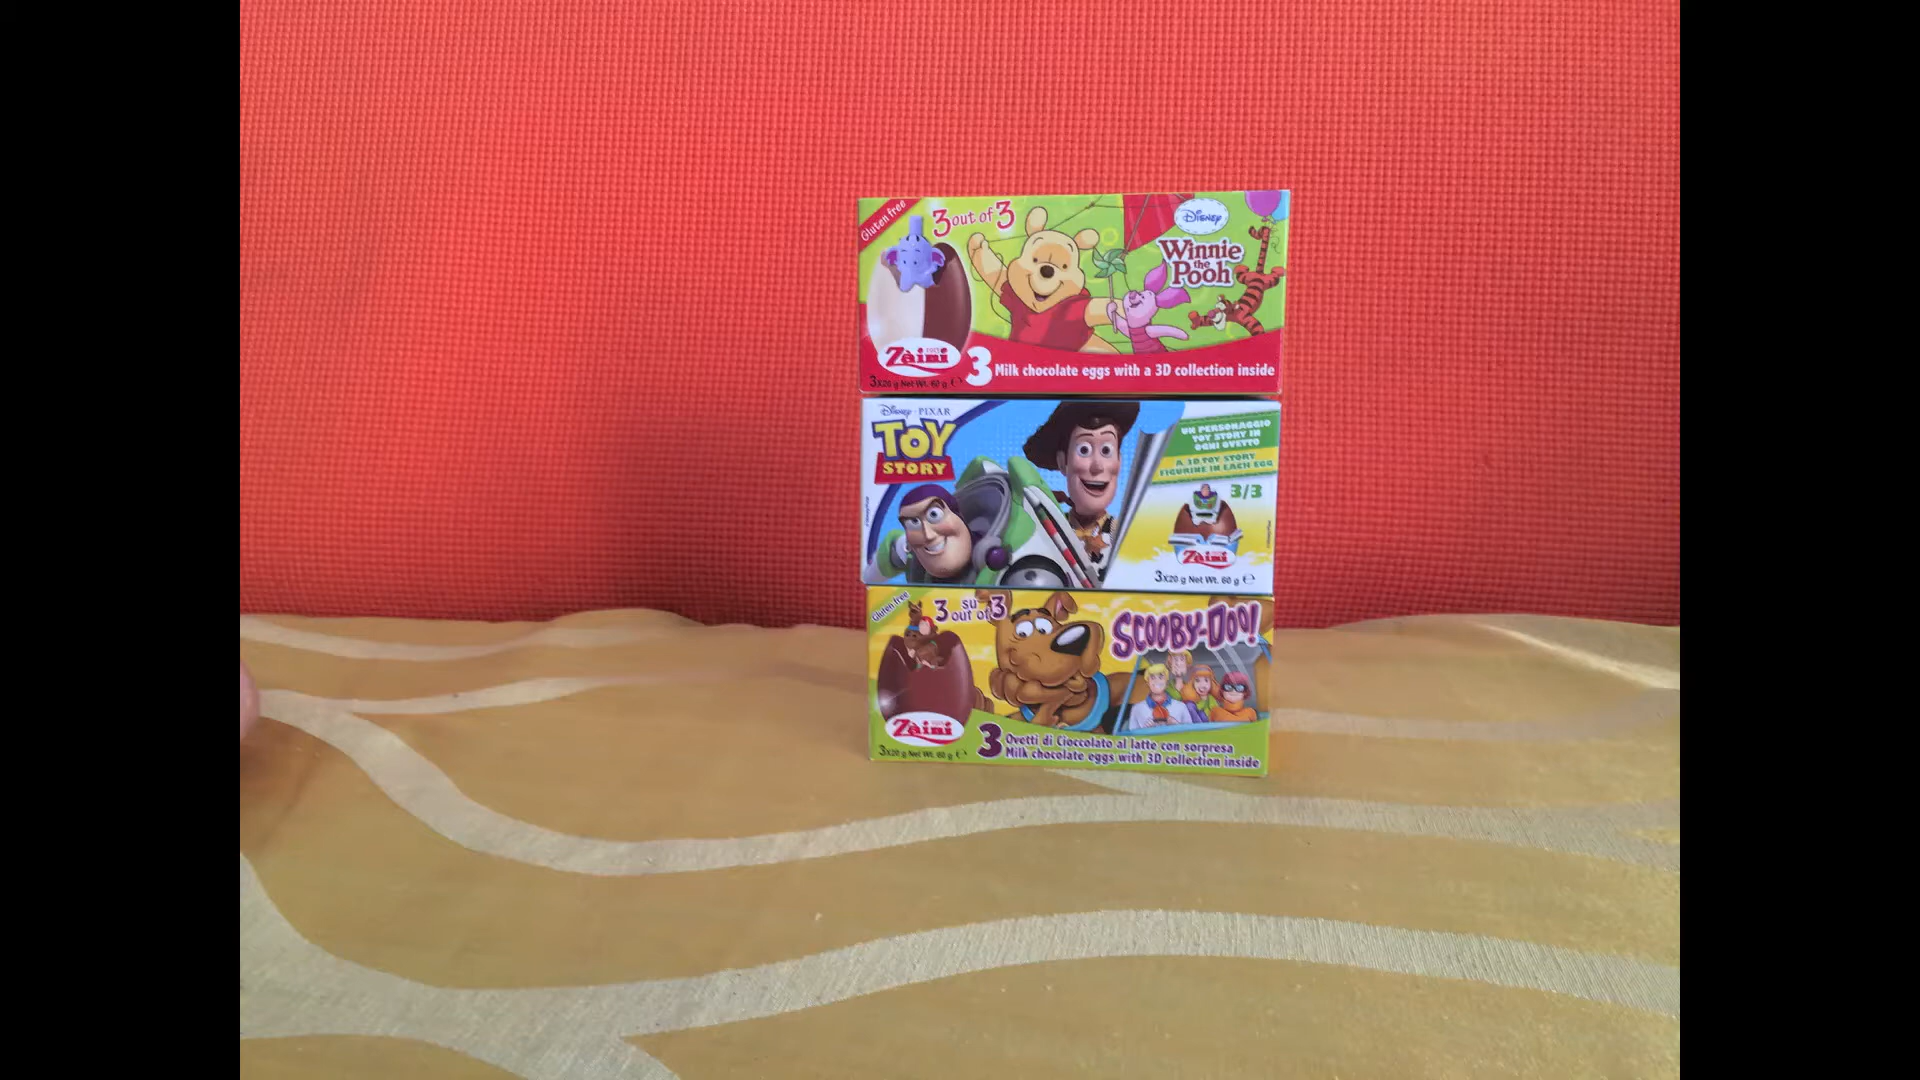 Gluten free
3 out of 3
Disney
Winnie
the
Pooh
Zàini
3 Milk chocolate eggs with a 3D collection inside
3x20 g Net Wt. 60 g e
Disney · PIXAR
TOY
STORY
UN PERSONAGGIO
TOY STORY IN
OGNI OVETTO
A 3D TOY STORY
FIGURINE IN EACH EGG
3/3
Zàini
3x20 g Net Wt. 60 g e
Gluten free
3 su 3
out of
SCOOBY-DOO!
Zàini
3 Ovetti di Cioccolato al latte con sorpresa
Milk chocolate eggs with 3D collection inside
3x20 g Net Wt. 60 g e